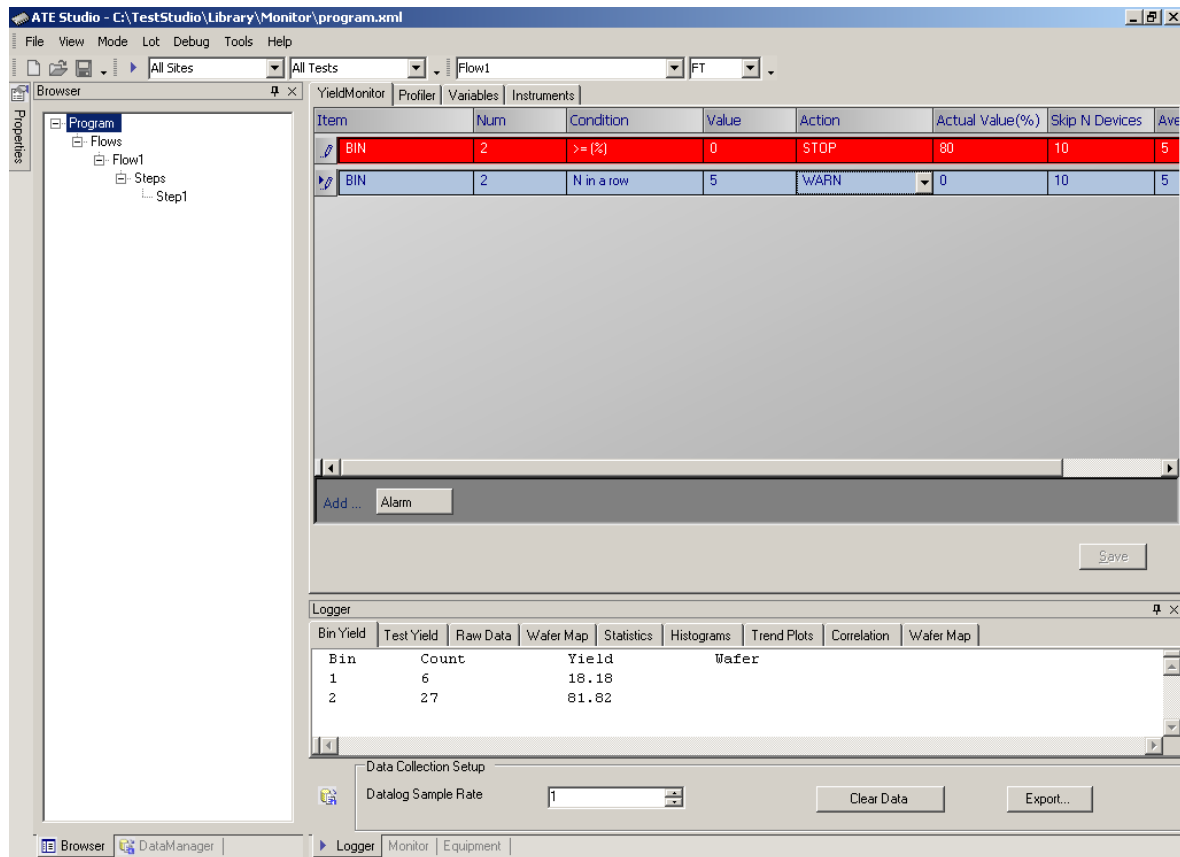 ATE Studio - C:\TestStudio\Library\Monitor\program.xml
File View Mode Lot Debug Tools Help
All Sites All Tests Flow1 FT
Properties
Browser
Program
Flows
Flow1
Steps
Step1
Browser DataManager
YieldMonitor Profiler Variables Instruments
Item Num Condition Value Action Actual Value(%) Skip N Devices Ave
BIN 2 >= (%) 0 STOP 80 10 5
BIN 2 N in a row 5 WARN 0 10 5
Add ... Alarm
Save
Logger
Bin Yield Test Yield Raw Data Wafer Map Statistics Histograms Trend Plots Correlation Wafer Map
Bin Count Yield Wafer
1 6 18.18
2 27 81.82
Data Collection Setup
Datalog Sample Rate 1 Clear Data Export...
Logger Monitor Equipment